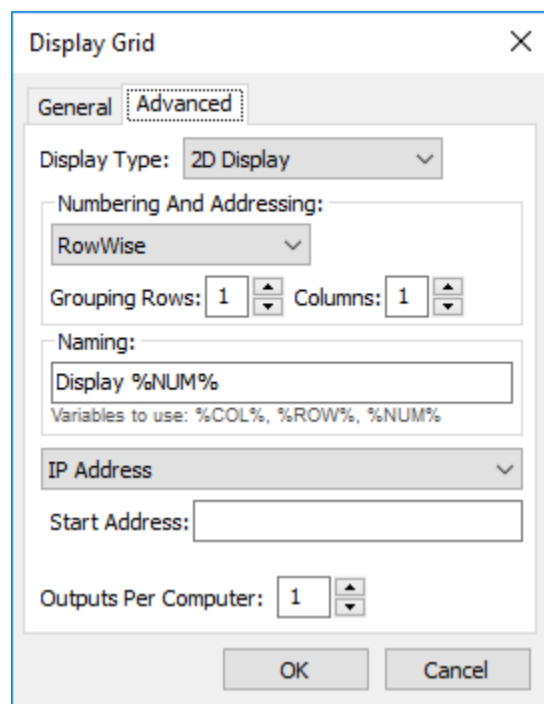 Display Grid
General Advanced
Display Type: 2D Display
Numbering And Addressing:
RowWise
Grouping Rows: 1 Columns: 1
Naming:
Display %NUM%
Variables to use: %COL%, %ROW%, %NUM%
IP Address
Start Address:
Outputs Per Computer: 1
OK Cancel